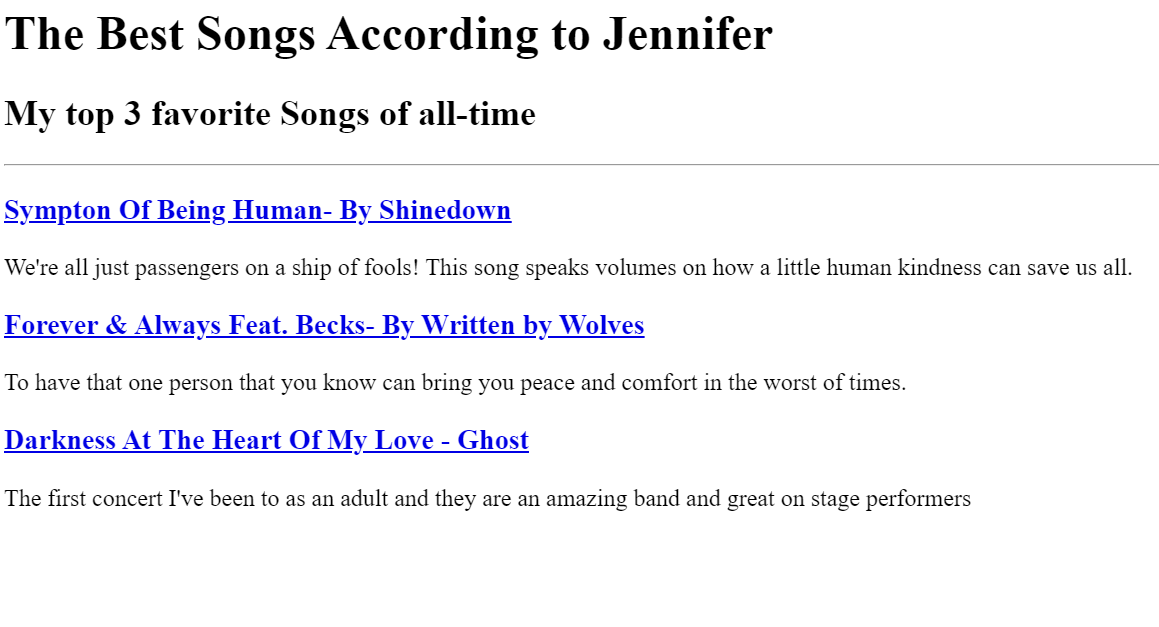 The Best Songs According to Jennifer
My top 3 favorite Songs of all-time
Sympton Of Being Human- By Shinedown
We're all just passengers on a ship of fools! This song speaks volumes on how a little human kindness can save us all.
Forever & Always Feat. Becks- By Written by Wolves
To have that one person that you know can bring you peace and comfort in the worst of times.
Darkness At The Heart Of My Love - Ghost
The first concert I've been to as an adult and they are an amazing band and great on stage performers